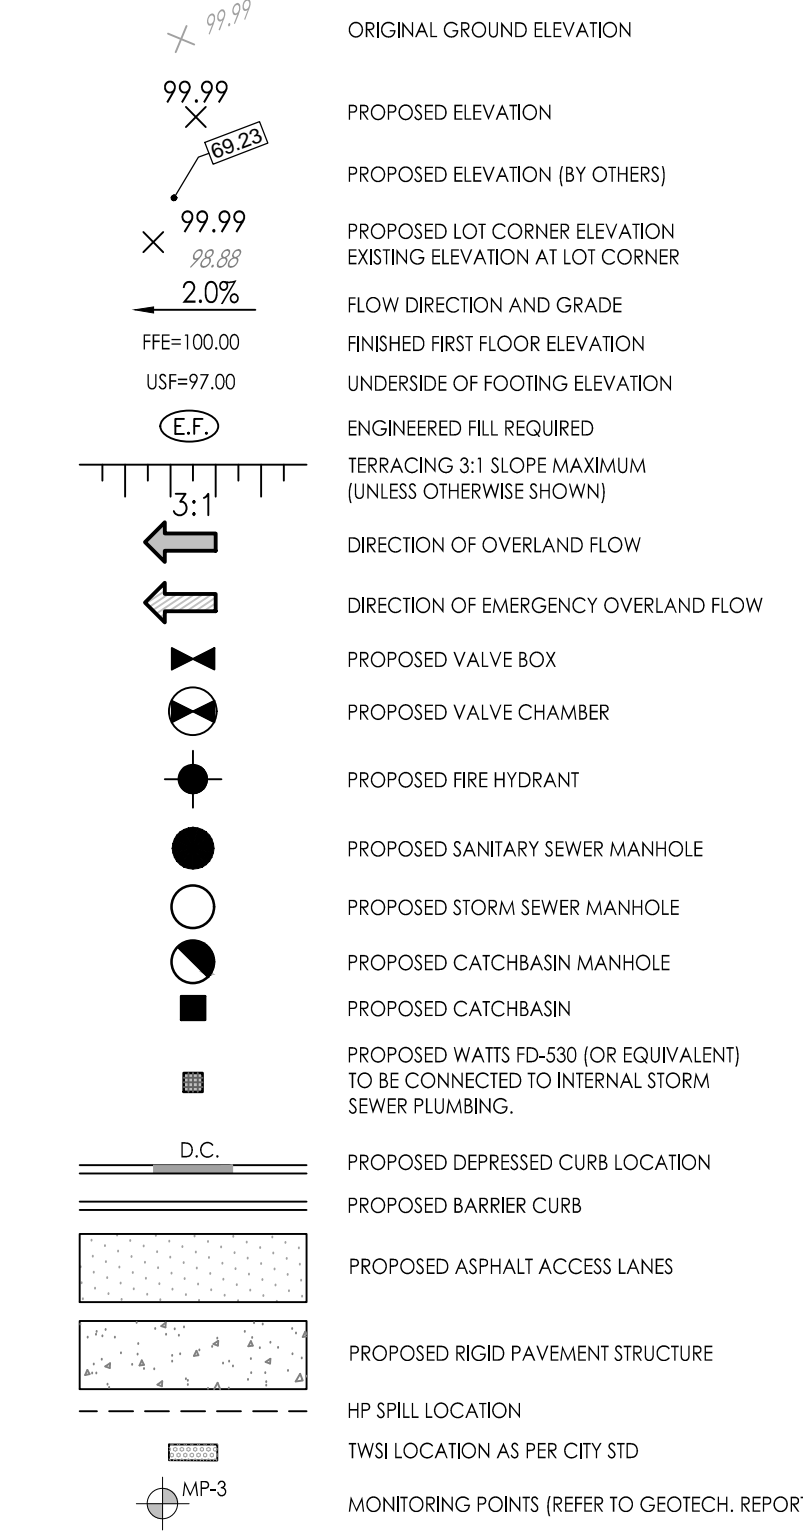 99.99 ORIGINAL GROUND ELEVATION
99.99 PROPOSED ELEVATION
69.23 PROPOSED ELEVATION (BY OTHERS)
99.99 PROPOSED LOT CORNER ELEVATION
98.88 EXISTING ELEVATION AT LOT CORNER
2.0% FLOW DIRECTION AND GRADE
FFE=100.00 FINISHED FIRST FLOOR ELEVATION
USF=97.00 UNDERSIDE OF FOOTING ELEVATION
E.F. ENGINEERED FILL REQUIRED
TERRACING 3:1 SLOPE MAXIMUM
3:1 (UNLESS OTHERWISE SHOWN)
DIRECTION OF OVERLAND FLOW
DIRECTION OF EMERGENCY OVERLAND FLOW
PROPOSED VALVE BOX
PROPOSED VALVE CHAMBER
PROPOSED FIRE HYDRANT
PROPOSED SANITARY SEWER MANHOLE
PROPOSED STORM SEWER MANHOLE
PROPOSED CATCHBASIN MANHOLE
PROPOSED CATCHBASIN
PROPOSED WATTS FD-530 (OR EQUIVALENT)
TO BE CONNECTED TO INTERNAL STORM
SEWER PLUMBING.
D.C. PROPOSED DEPRESSED CURB LOCATION
PROPOSED BARRIER CURB
PROPOSED ASPHALT ACCESS LANES
PROPOSED RIGID PAVEMENT STRUCTURE
HP SPILL LOCATION
TWSI LOCATION AS PER CITY STD
MP-3 MONITORING POINTS (REFER TO GEOTECH. REPORT